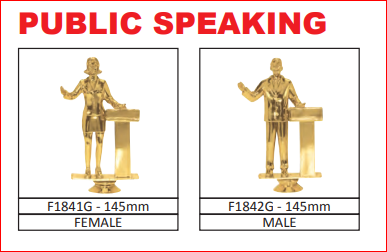 PUBLIC SPEAKING
F1841G - 145mm
FEMALE
F1842G - 145mm
MALE